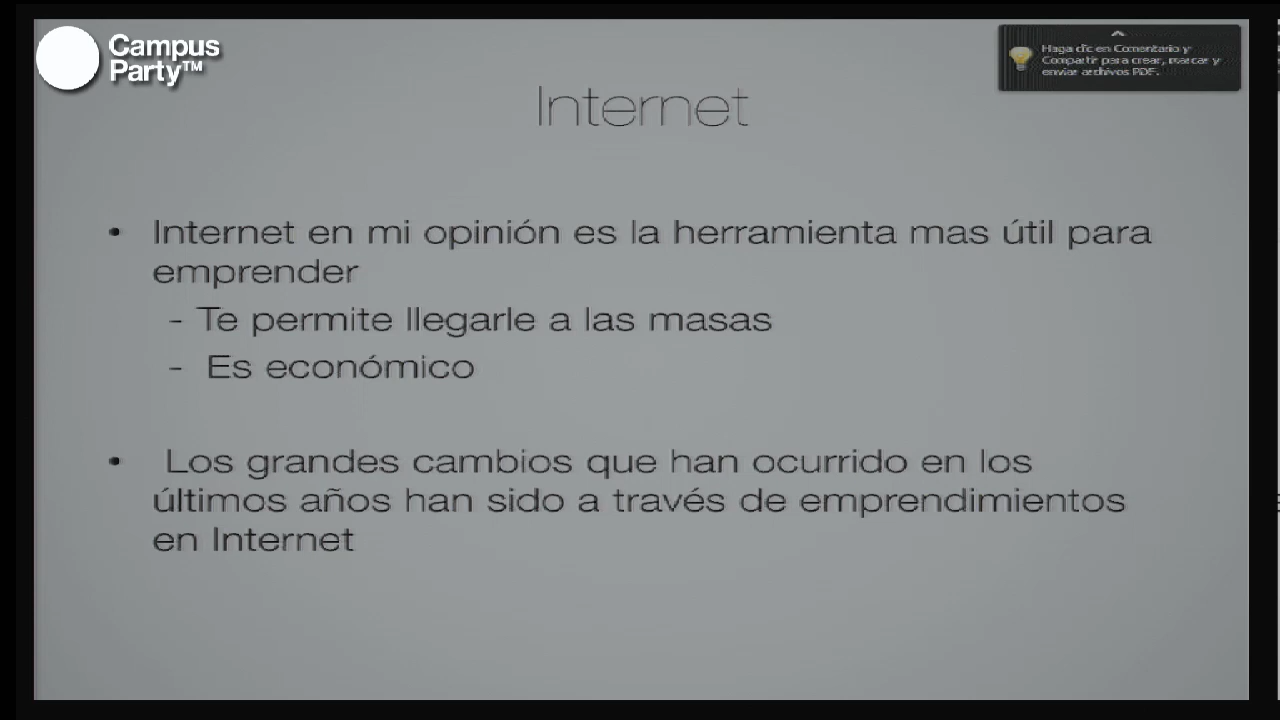 Campus
Party™
Haga clic en Comentario y
Compartir para crear, marcar y
enviar archivos PDF.
Internet
• Internet en mi opinión es la herramienta mas útil para
emprender
- Te permite llegarle a las masas
- Es económico
• Los grandes cambios que han ocurrido en los
últimos años han sido a través de emprendimientos
en Internet